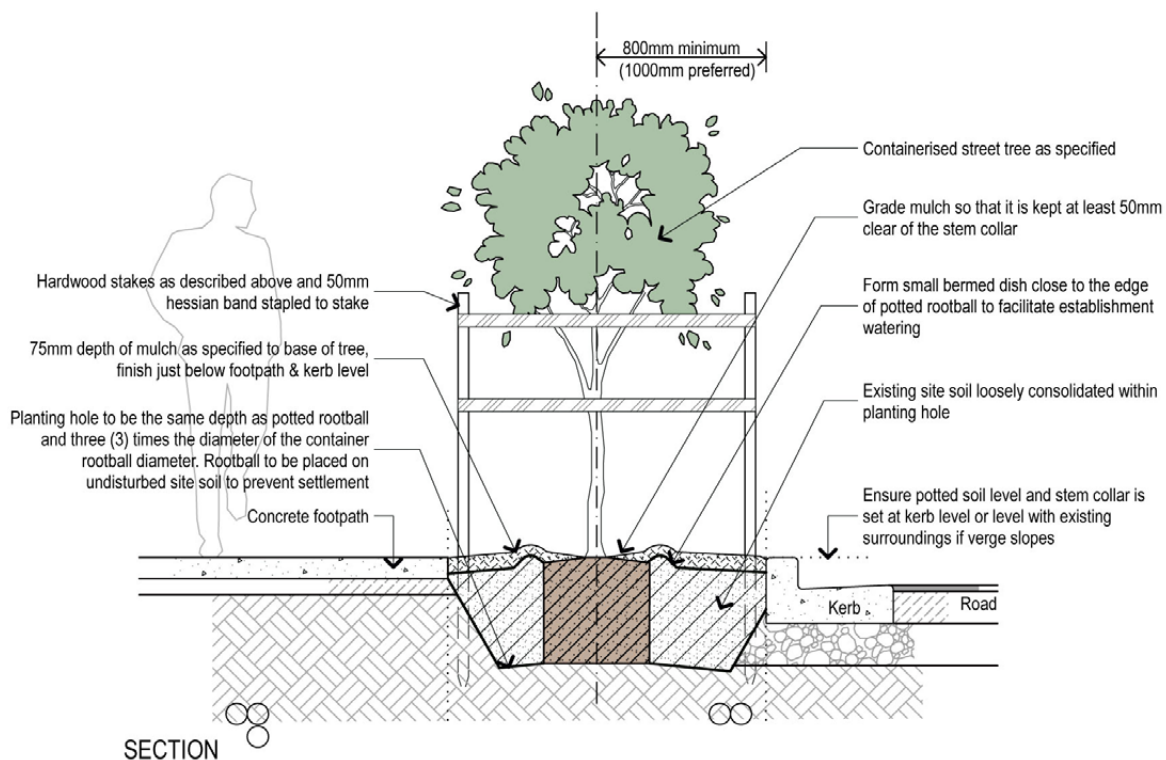 800mm minimum
(1000mm preferred)
Containerised street tree as specified
Grade mulch so that it is kept at least 50mm
clear of the stem collar
Hardwood stakes as described above and 50mm
hessian band stapled to stake
Form small bermed dish close to the edge
of potted rootball to facilitate establishment
watering
75mm depth of mulch as specified to base of tree,
finish just below footpath & kerb level
Existing site soil loosely consolidated within
planting hole
Planting hole to be the same depth as potted rootball
and three (3) times the diameter of the container
rootball diameter. Rootball to be placed on
undisturbed site soil to prevent settlement
Ensure potted soil level and stem collar is
set at kerb level or level with existing
surroundings if verge slopes
Concrete footpath
Kerb
Road
SECTION